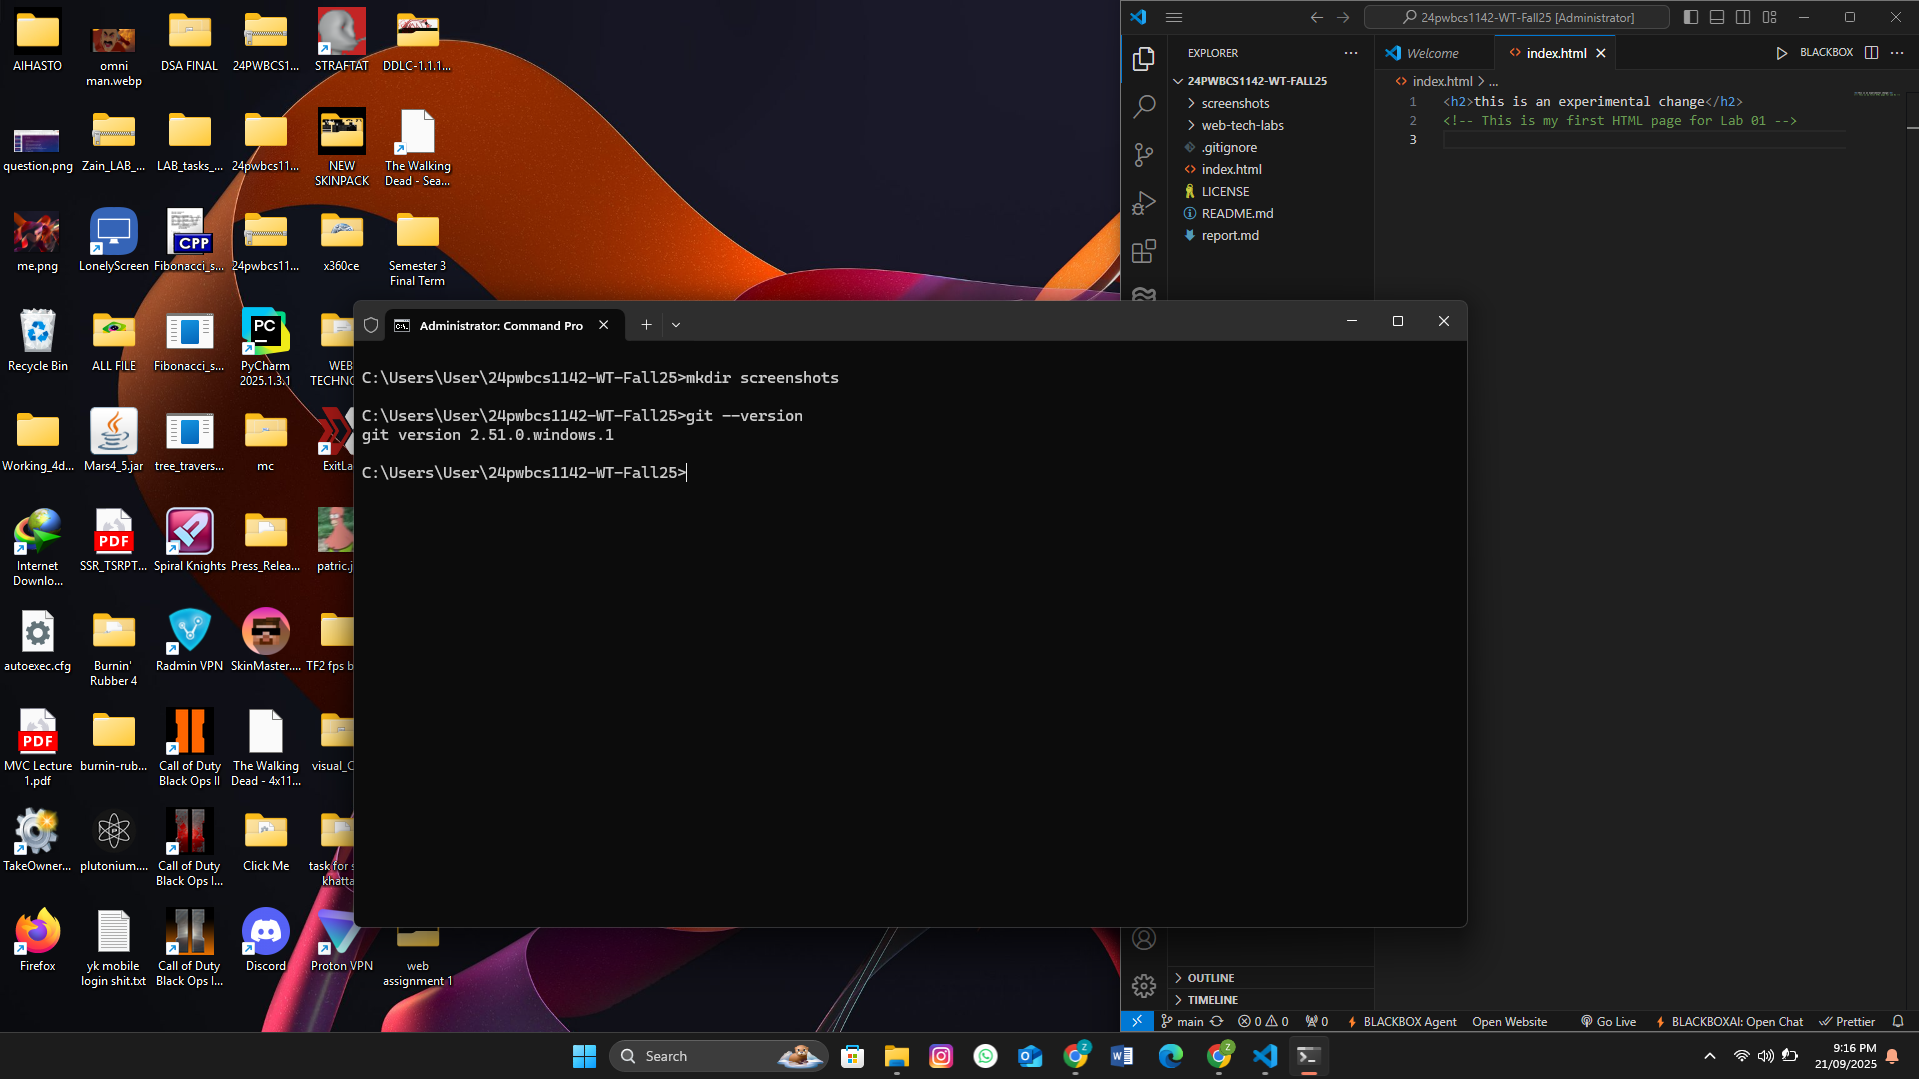 AIHASTO
omni
man.webp
DSA FINAL
24PWBCS1...
STRAFTAT
DDLC-1.1.1...
question.png
Zain_LAB_...
LAB_tasks_...
24pwbcs11...
NEW
SKINPACK
The Walking
Dead - Sea...
me.png
LonelyScreen
DEV
CPP
Fibonacci_s...
24pwbcs11...
x360ce
Semester 3
Final Term
Recycle Bin
ALL FILE
Fibonacci_s...
PC
PyCharm
2025.1.3.1
WEB
TECHNO
Working_4d...
Mars4_5.jar
tree_travers...
mc
ExitLa
Internet
Downlo...
PDF
SSR_TSRPT...
Spiral Knights
Press_Relea...
patric.j
autoexec.cfg
Burnin'
Rubber 4
Radmin VPN
SkinMaster....
TF2 fps b
PDF
MVC Lecture
1.pdf
burnin-rub...
Call of Duty
Black Ops II
The Walking
Dead - 4x11...
visual_C
TakeOwner...
plutonium....
Call of Duty
Black Ops I...
Click Me
task for s
khatta
Firefox
yk mobile
login shit.txt
Call of Duty
Black Ops I...
Discord
Proton VPN
web
assignment 1
24pwbcs1142-WT-Fall25 [Administrator]
EXPLORER
Welcome
index.html
BLACKBOX
24PWBCS1142-WT-FALL25
screenshots
web-tech-labs
.gitignore
index.html
LICENSE
README.md
report.md
index.html > ...
1 <h2>this is an experimental change</h2>
2 <!-- This is my first HTML page for Lab 01 -->
3
Administrator: Command Pro
C:\Users\User\24pwbcs1142-WT-Fall25>mkdir screenshots
C:\Users\User\24pwbcs1142-WT-Fall25>git --version
git version 2.51.0.windows.1
C:\Users\User\24pwbcs1142-WT-Fall25>
OUTLINE
TIMELINE
main
0
0
0
BLACKBOX Agent
Open Website
Go Live
BLACKBOXAI: Open Chat
Prettier
Search
Z
Z
9:16 PM
21/09/2025